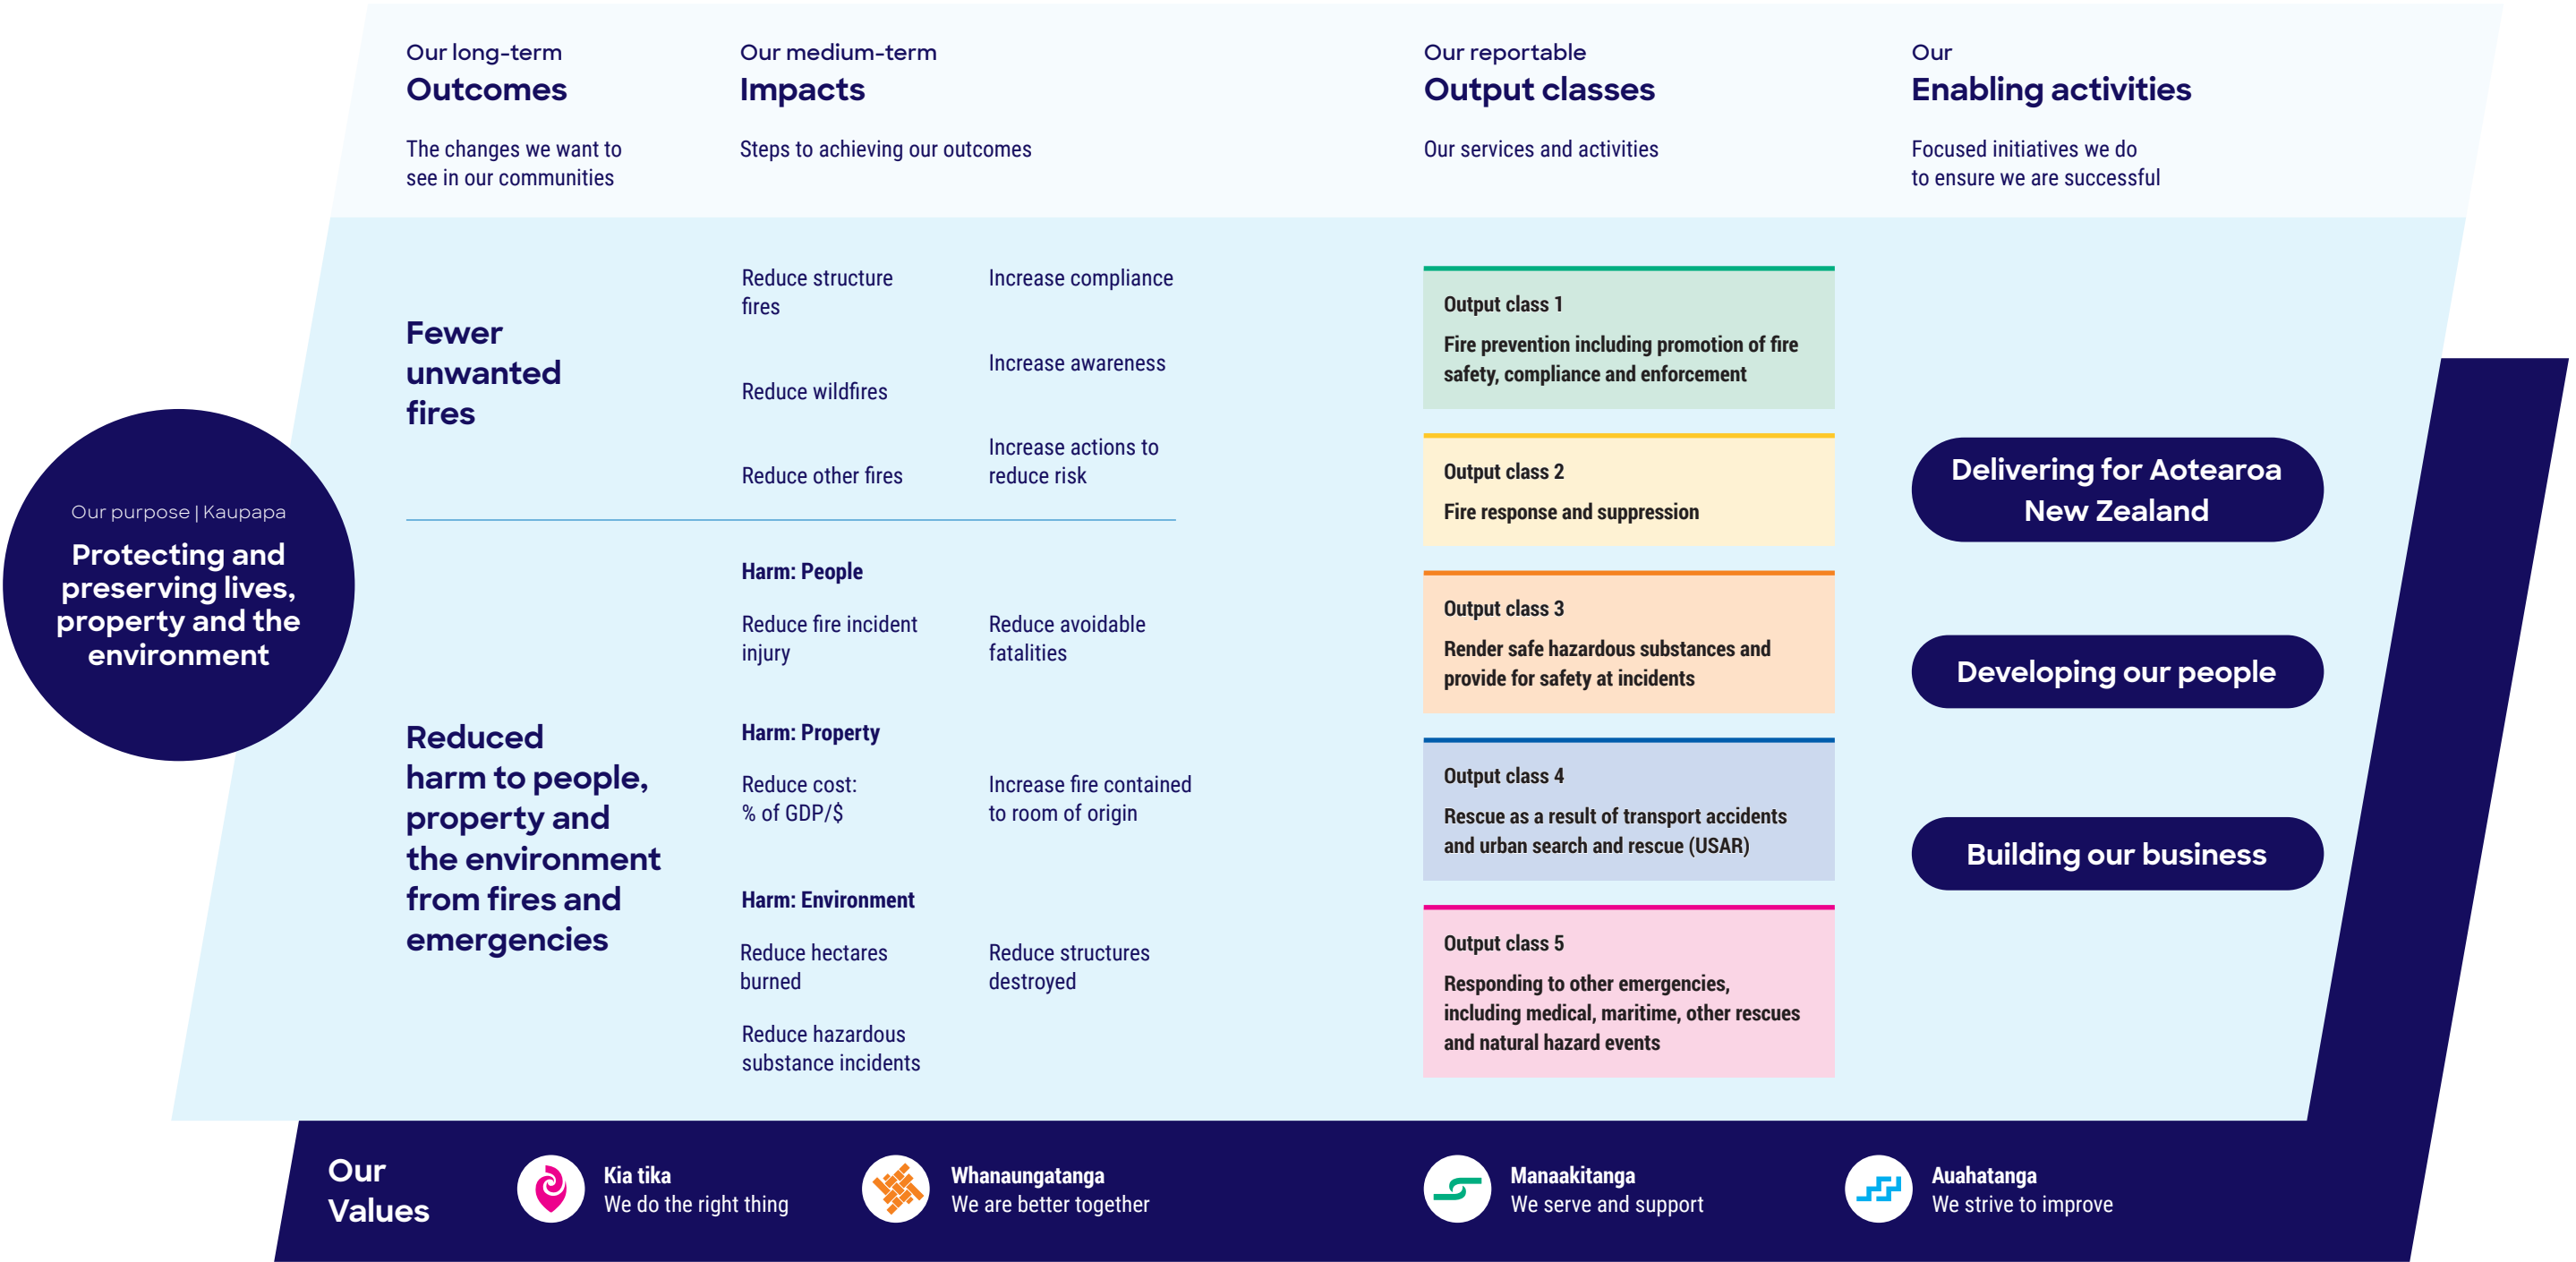 Our long-term
Outcomes
The changes we want to
see in our communities
Our medium-term
Impacts
Steps to achieving our outcomes
Our reportable
Output classes
Our services and activities
Our
Enabling activities
Focused initiatives we do
to ensure we are successful
Our purpose | Kaupapa
Protecting and
preserving lives,
property and the
environment
Fewer
unwanted
fires
Reduce structure
fires
Reduce wildfires
Reduce other fires
Increase compliance
Increase awareness
Increase actions to
reduce risk
Reduced
harm to people,
property and
the environment
from fires and
emergencies
Harm: People
Reduce fire incident
injury
Reduce avoidable
fatalities
Harm: Property
Reduce cost:
% of GDP/$
Increase fire contained
to room of origin
Harm: Environment
Reduce hectares
burned
Reduce structures
destroyed
Reduce hazardous
substance incidents
Output class 1
Fire prevention including promotion of fire
safety, compliance and enforcement
Output class 2
Fire response and suppression
Output class 3
Render safe hazardous substances and
provide for safety at incidents
Output class 4
Rescue as a result of transport accidents
and urban search and rescue (USAR)
Output class 5
Responding to other emergencies,
including medical, maritime, other rescues
and natural hazard events
Delivering for Aotearoa
New Zealand
Developing our people
Building our business
Our
Values
Kia tika
We do the right thing
Whanaungatanga
We are better together
Manaakitanga
We serve and support
Auahatanga
We strive to improve